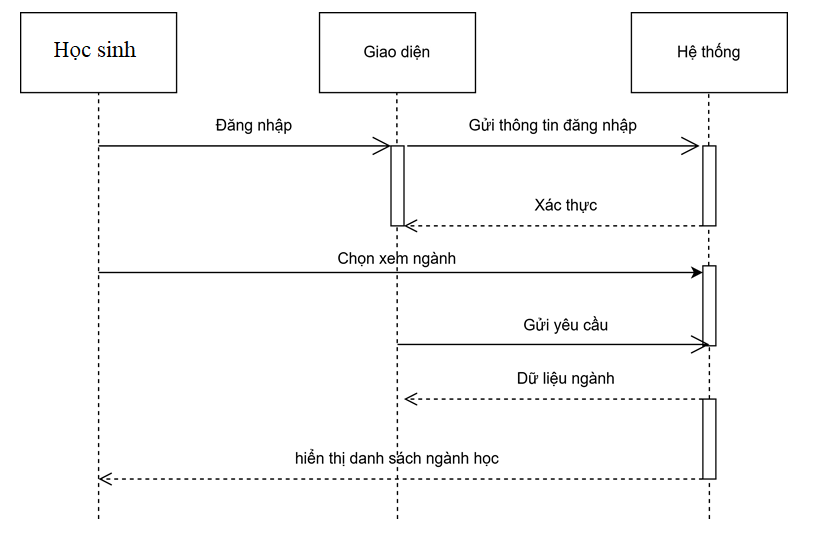 Học sinh
Giao diện
Hệ thống
Đăng nhập
Gửi thông tin đăng nhập
Xác thực
Chọn xem ngành
Gửi yêu cầu
Dữ liệu ngành
hiển thị danh sách ngành học